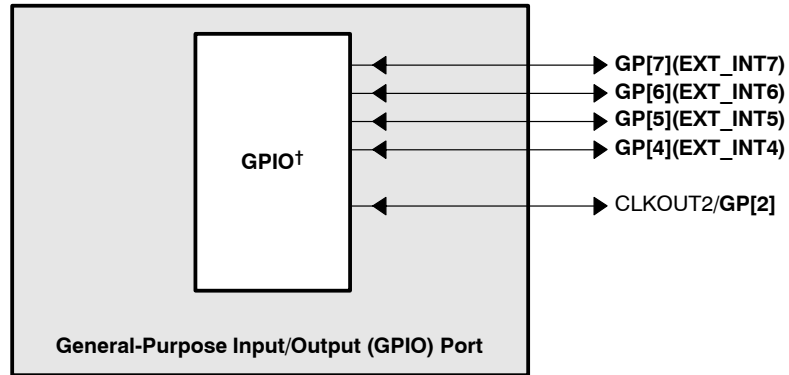 GP[7](EXT_INT7)
GP[6](EXT_INT6)
GP[5](EXT_INT5)
GP[4](EXT_INT4)
GPIO†
CLKOUT2/GP[2]
General-Purpose Input/Output (GPIO) Port